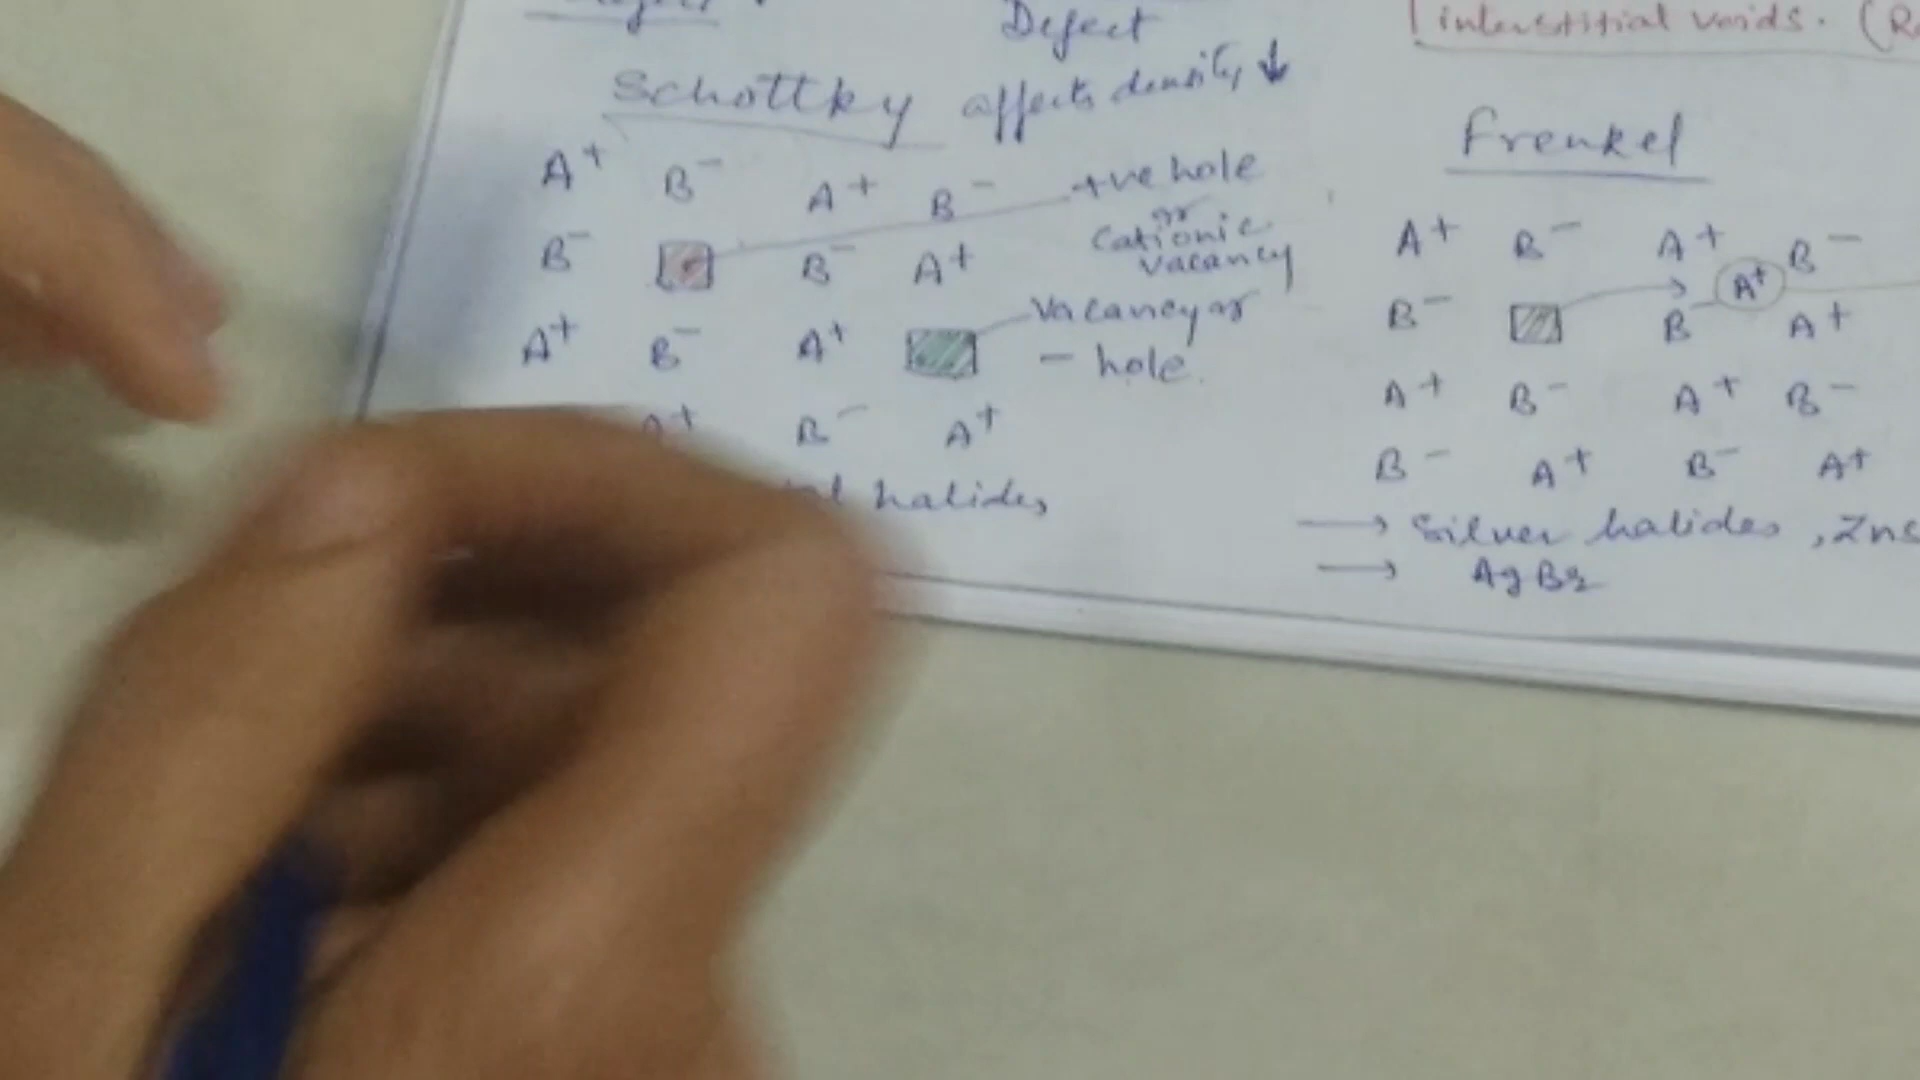 Defect
interstitial voids. (
Schottky affects density ↓
A+ B- A+ B- +ve hole
or
Cationic
vacancy
B- B- A+
Vacancy or
A+ B- A+ - hole
A+ B- A+
halides
Frenkel
A+ B- A+ B-
A+
B- B A+
A+ B- A+ B-
B- A+ B- A+
→ Silver halides, ZnS
→ AgBr